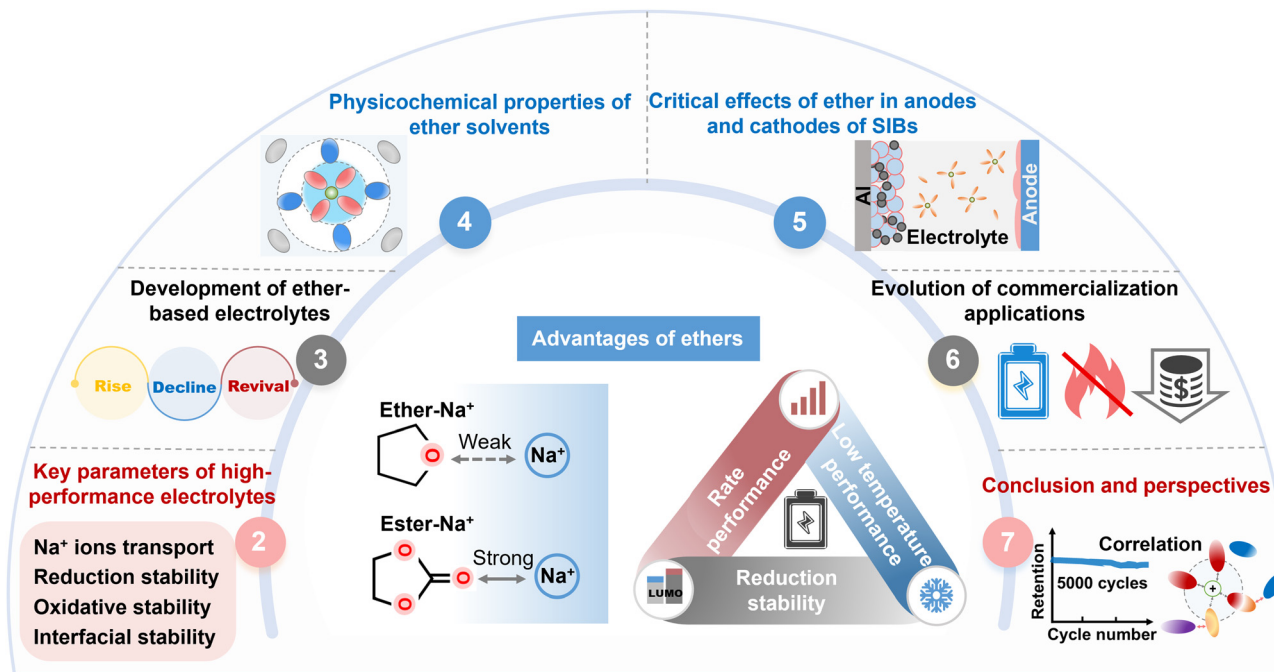 Physicochemical properties of
ether solvents
Critical effects of ether in anodes
and cathodes of SIBs
Al
Electrolyte
Anode
4
5
Development of ether-
based electrolytes
Rise
Decline
Revival
3
Evolution of commercialization
applications
$
6
Advantages of ethers
Ether-Na⁺
O
Weak
Na⁺
Ester-Na⁺
O
O
O
Strong
Na⁺
Rate
performance
Low temperature
performance
LUMO
Reduction
stability
Key parameters of high-
performance electrolytes
2
Na⁺ ions transport
Reduction stability
Oxidative stability
Interfacial stability
Conclusion and perspectives
7
Retention
5000 cycles
Cycle number
Correlation
+